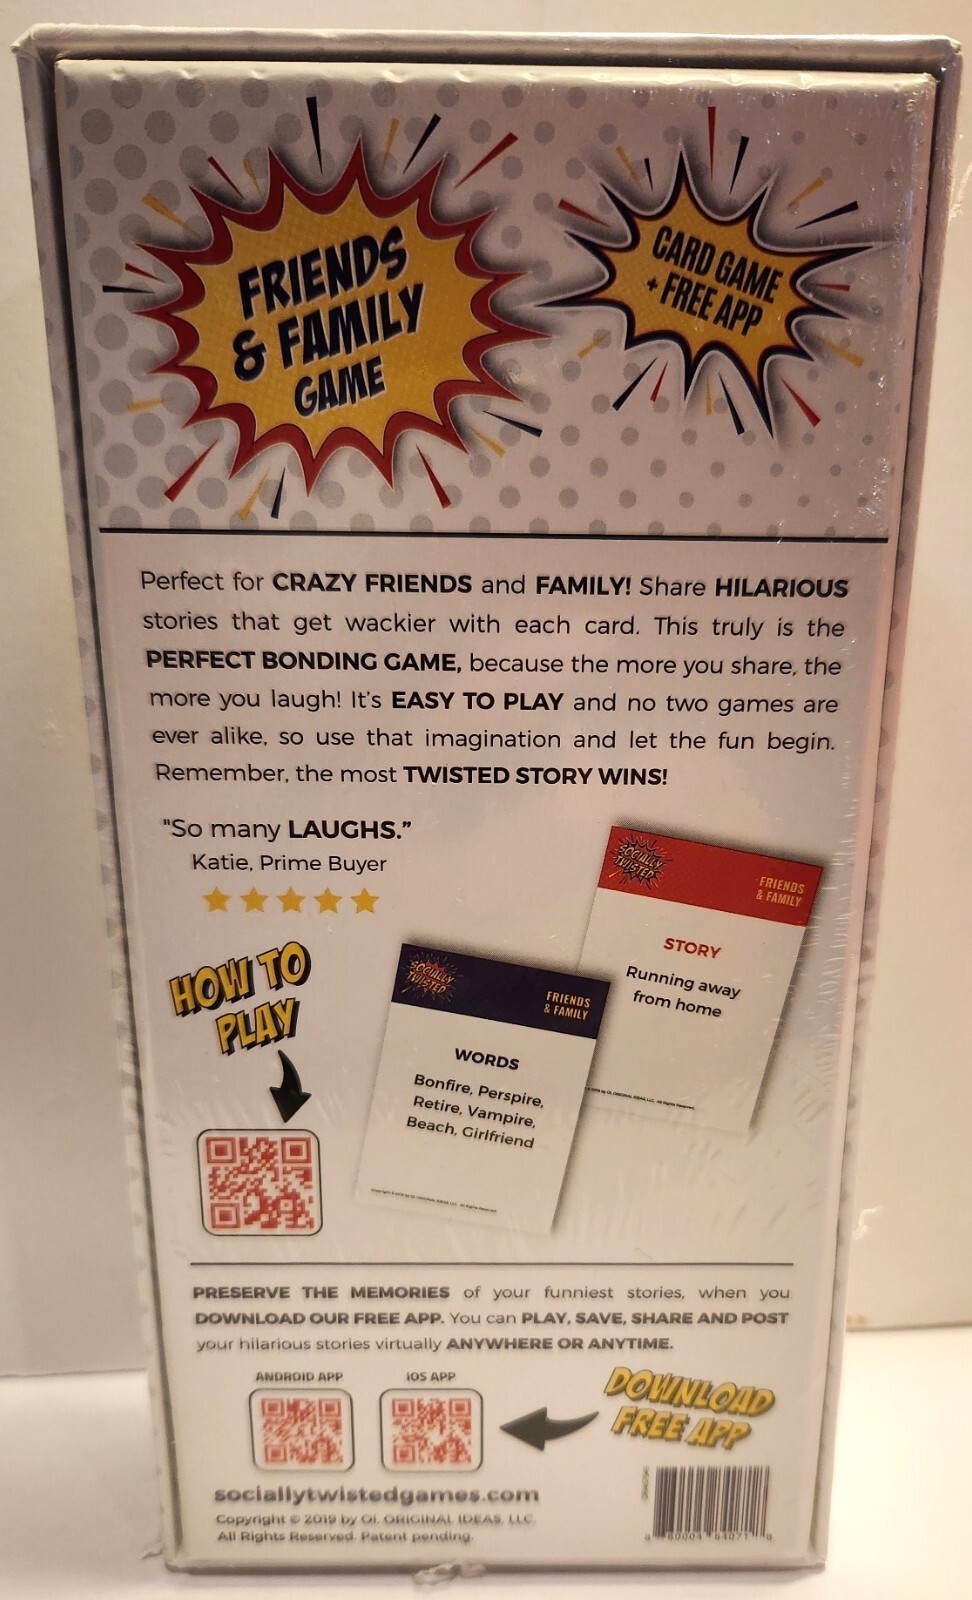 FRIENDS
& FAMILY
GAME
CARD GAME
+ FREE APP
Perfect for CRAZY FRIENDS and FAMILY! Share HILARIOUS
stories that get wackier with each card. This truly is the
PERFECT BONDING GAME, because the more you share, the
more you laugh! It's EASY TO PLAY and no two games are
ever alike, so use that imagination and let the fun begin.
Remember, the most TWISTED STORY WINS!
"So many LAUGHS."
Katie, Prime Buyer
HOW TO
PLAY
SOCIALLY
TWISTED
FRIENDS
& FAMILY
STORY
Running away
from home
SOCIALLY
TWISTED
FRIENDS
& FAMILY
WORDS
Bonfire, Perspire,
Retire, Vampire,
Beach, Girlfriend
PRESERVE THE MEMORIES of your funniest stories, when you
DOWNLOAD OUR FREE APP. You can PLAY, SAVE, SHARE AND POST
your hilarious stories virtually ANYWHERE OR ANYTIME.
ANDROID APP
iOS APP
DOWNLOAD
FREE APP
sociallytwistedgames.com
Copyright © 2019 by OI, ORIGINAL IDEAS, LLC.
All Rights Reserved. Patent pending.